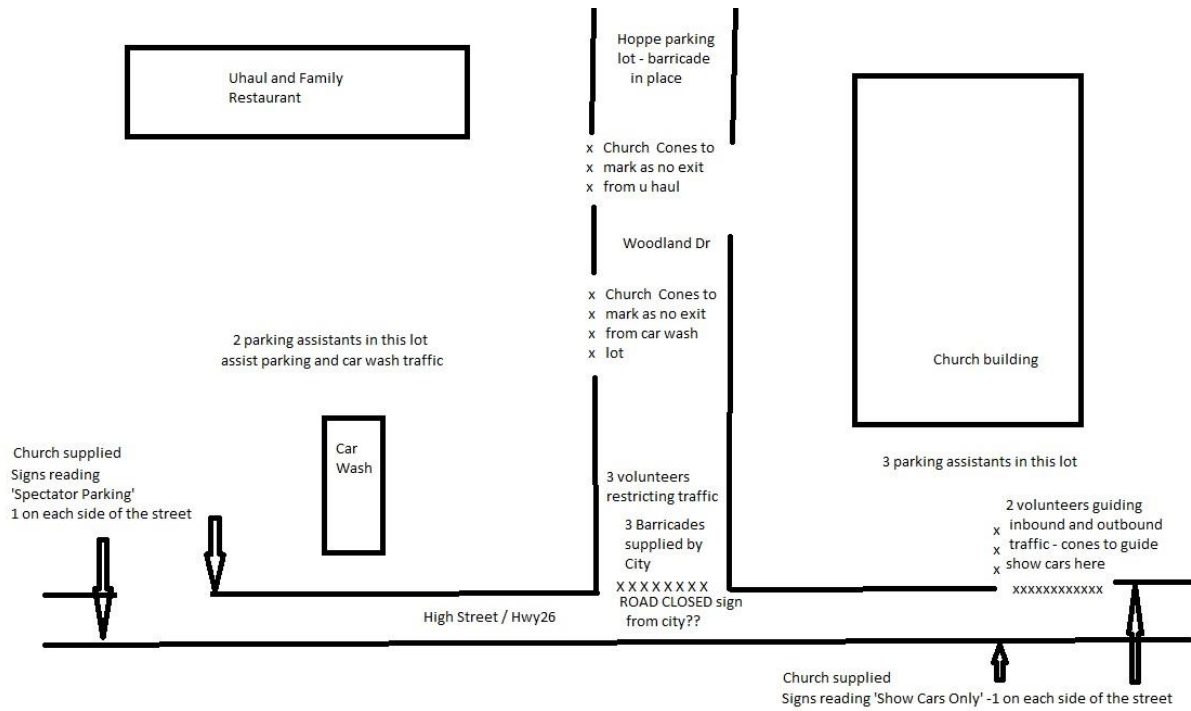 Hoppe parking
lot - barricade
in place
Uhaul and Family
Restaurant
x Church Cones to
x mark as no exit
x from u haul
Woodland Dr
x Church Cones to
x mark as no exit
x from car wash
x lot
2 parking assistants in this lot
assist parking and car wash traffic
Church building
Car
Wash
Church supplied
Signs reading
'Spectator Parking'
1 on each side of the street
3 volunteers
restricting traffic
3 Barricades
supplied by
City
XXXXXXXX
ROAD CLOSED sign
from city??
3 parking assistants in this lot
2 volunteers guiding
x inbound and outbound
x traffic - cones to guide
x show cars here
xxxxxxxxxxxx
High Street / Hwy26
Church supplied
Signs reading 'Show Cars Only' -1 on each side of the street